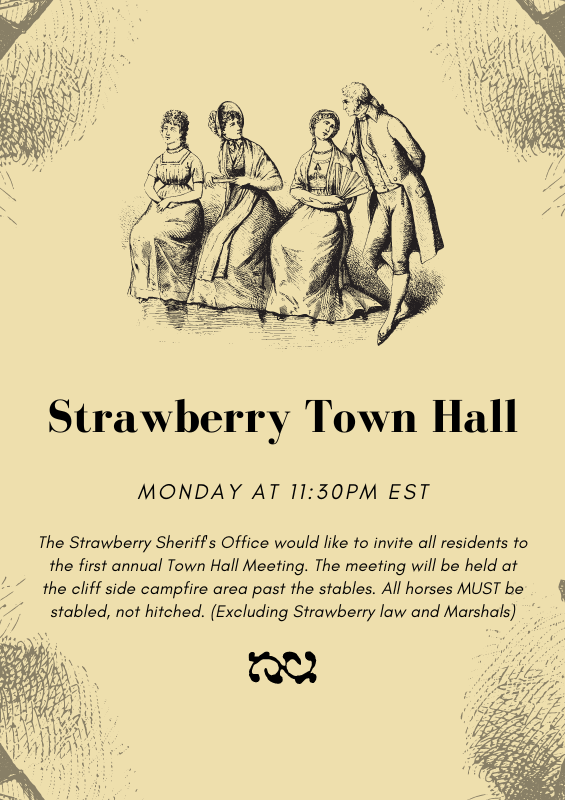 Strawberry Town Hall
MONDAY AT 11:30PM EST
The Strawberry Sheriff's Office would like to invite all residents to
the first annual Town Hall Meeting. The meeting will be held at
the cliff side campfire area past the stables. All horses MUST be
stabled, not hitched. (Excluding Strawberry law and Marshals)